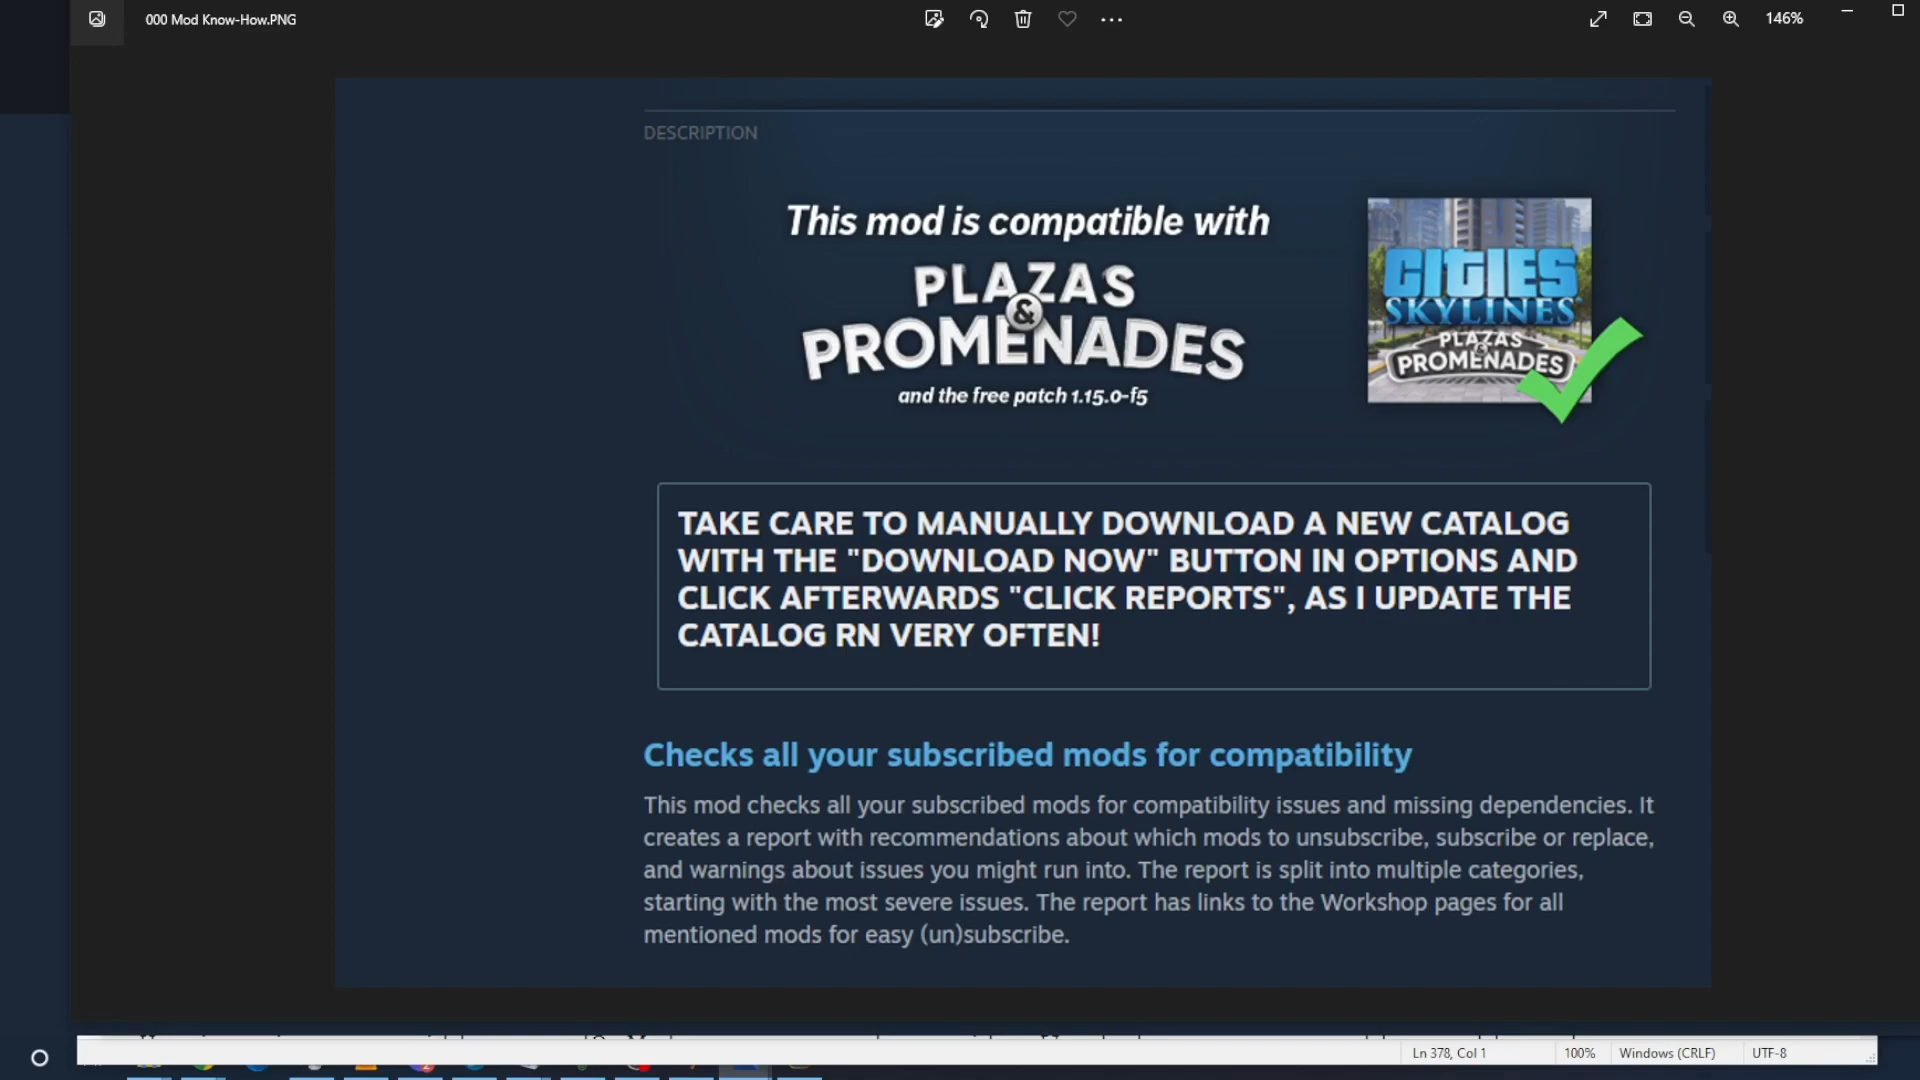 000 Mod Know-How.PNG
146%
DESCRIPTION
This mod is compatible with
PLAZAS
&
PROMENADES
and the free patch 1.15.0-f5
CITIES
SKYLINES
PLAZAS
&
PROMENADES
TAKE CARE TO MANUALLY DOWNLOAD A NEW CATALOG
WITH THE "DOWNLOAD NOW" BUTTON IN OPTIONS AND
CLICK AFTERWARDS "CLICK REPORTS", AS I UPDATE THE
CATALOG RN VERY OFTEN!
Checks all your subscribed mods for compatibility
This mod checks all your subscribed mods for compatibility issues and missing dependencies. It
creates a report with recommendations about which mods to unsubscribe, subscribe or replace,
and warnings about issues you might run into. The report is split into multiple categories,
starting with the most severe issues. The report has links to the Workshop pages for all
mentioned mods for easy (un)subscribe.
Ln 378, Col 1
100%
Windows (CRLF)
UTF-8